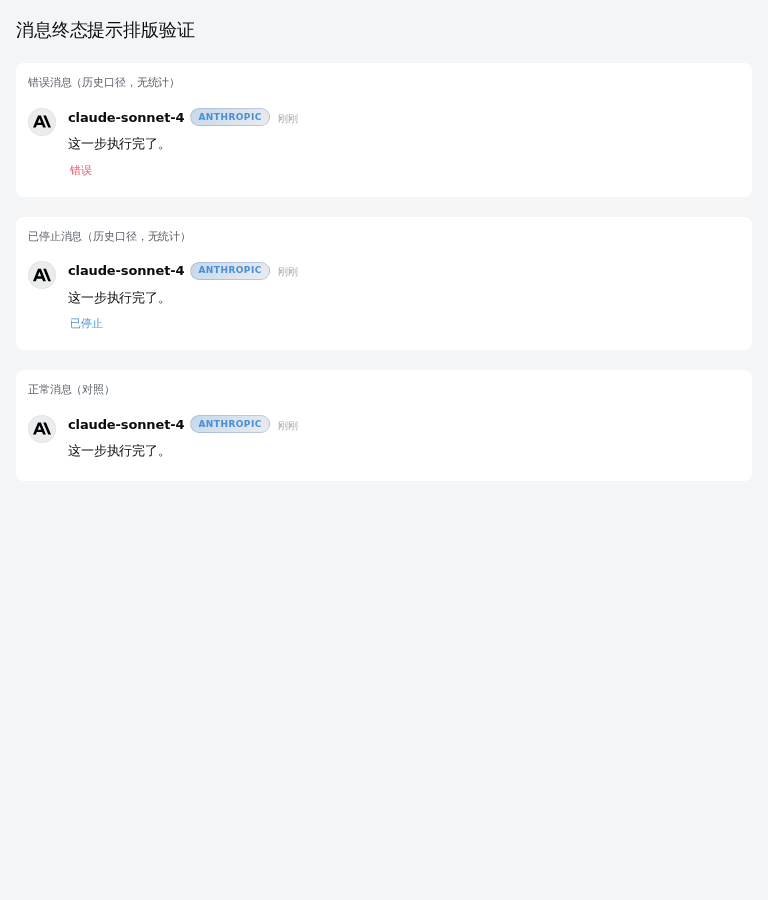 消息终态提示排版验证
错误消息（历史口径，无统计）
claude-sonnet-4 ANTHROPIC 刚刚
这一步执行完了。
错误
已停止消息（历史口径，无统计）
claude-sonnet-4 ANTHROPIC 刚刚
这一步执行完了。
已停止
正常消息（对照）
claude-sonnet-4 ANTHROPIC 刚刚
这一步执行完了。